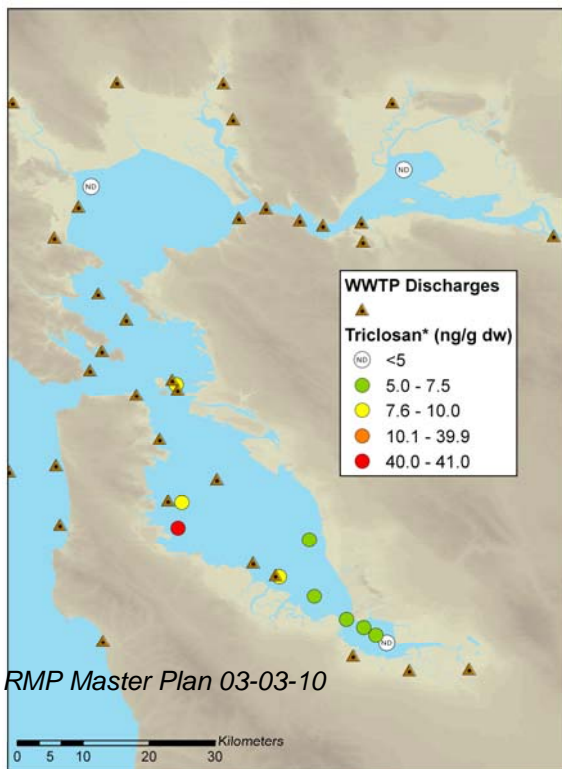 ND
ND
WWTP Discharges
Triclosan* (ng/g dw)
ND <5
5.0 - 7.5
7.6 - 10.0
10.1 - 39.9
40.0 - 41.0
ND
RMP Master Plan 03-03-10
Kilometers
0 5 10 20 30